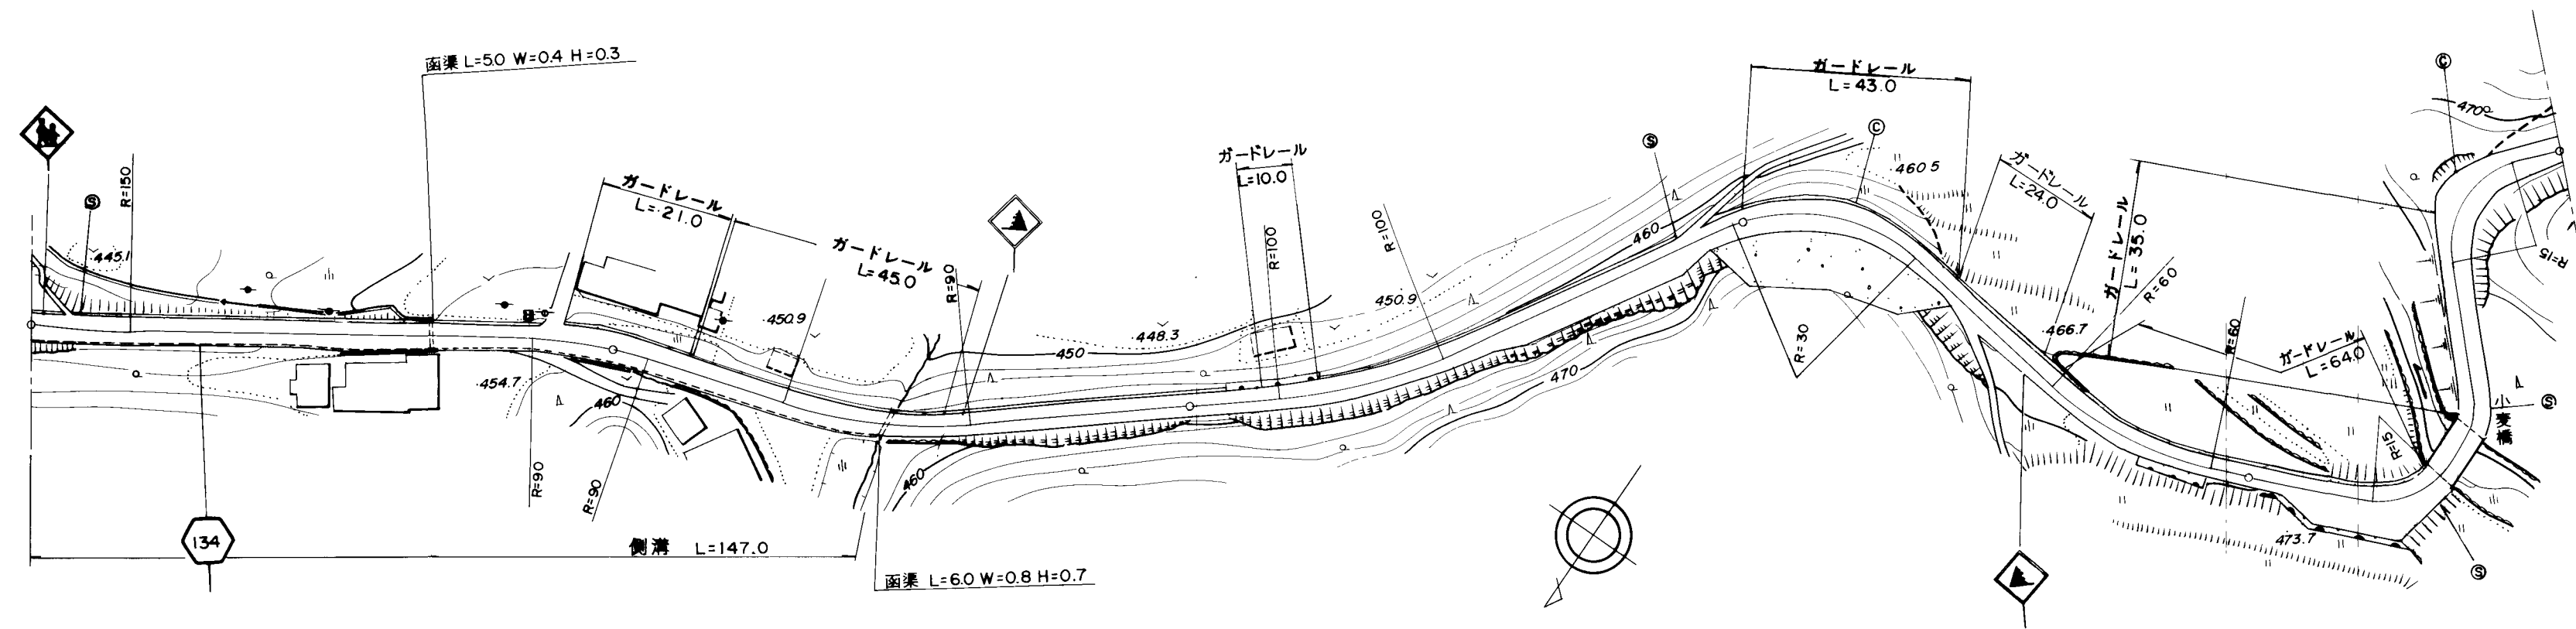 函渠 L=5.0 W=0.4 H=0.3
Ⓢ
R=150
445.1
134
側溝 L=147.0
454.7
460
R=90
R=90
ガードレール
L=21.0
ガードレール
L=45.0
450.9
R=90
函渠 L=6.0 W=0.8 H=0.7
460
450
448.3
ガードレール
L=10.0
R=100
R=100
450.9
470
460
Ⓢ
ガードレール
L=43.0
Ⓒ
R=30
460.5
ガードレール
L=24.0
466.7
ガードレール
L=35.0
R=60
R=60
ガードレール
L=64.0
R=15
473.7
Ⓢ
小麦橋
Ⓢ
Ⓒ
470
R=15